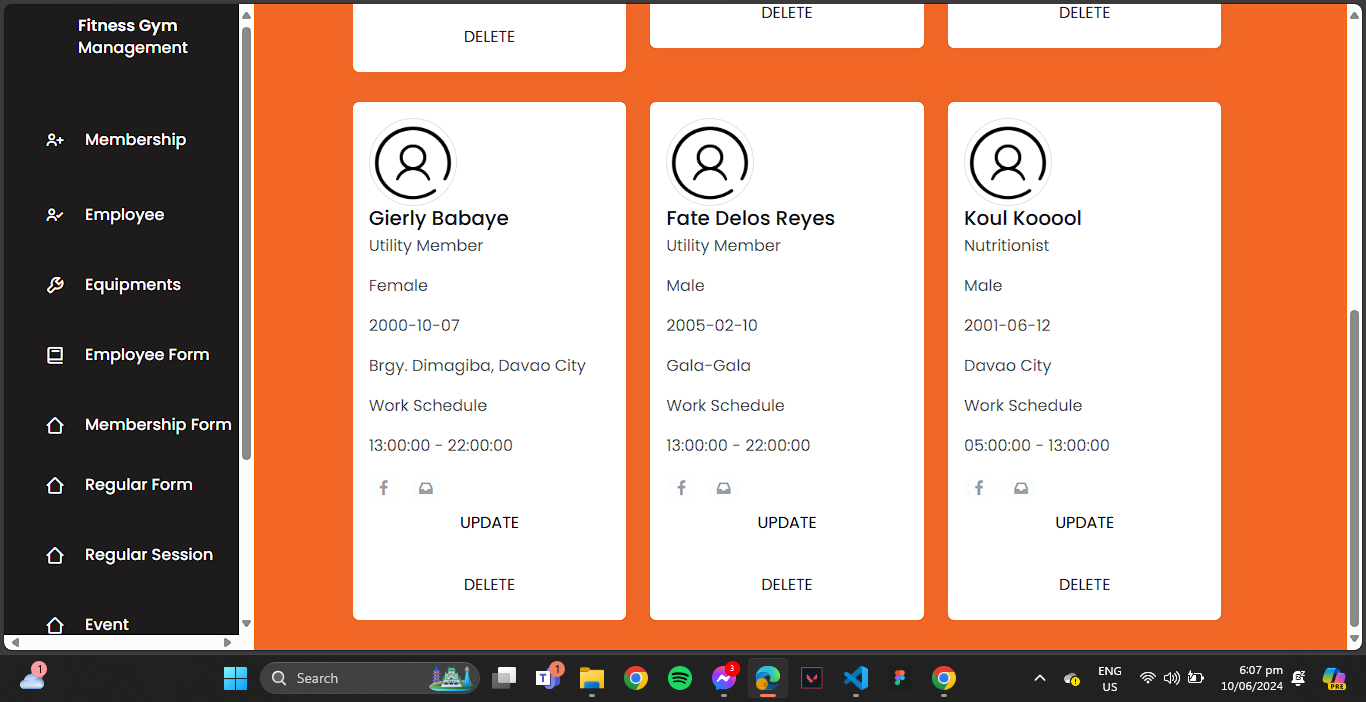 Fitness Gym
Management
Membership
Employee
Equipments
Employee Form
Membership Form
Regular Form
Regular Session
Event
DELETE
DELETE
DELETE
Gierly Babaye
Utility Member
Female
2000-10-07
Brgy. Dimagiba, Davao City
Work Schedule
13:00:00 - 22:00:00
UPDATE
DELETE
Fate Delos Reyes
Utility Member
Male
2005-02-10
Gala-Gala
Work Schedule
13:00:00 - 22:00:00
UPDATE
DELETE
Koul Kooool
Nutritionist
Male
2001-06-12
Davao City
Work Schedule
05:00:00 - 13:00:00
UPDATE
DELETE
1
Search
1
3
ENG
US
6:07 pm
10/06/2024
PRE